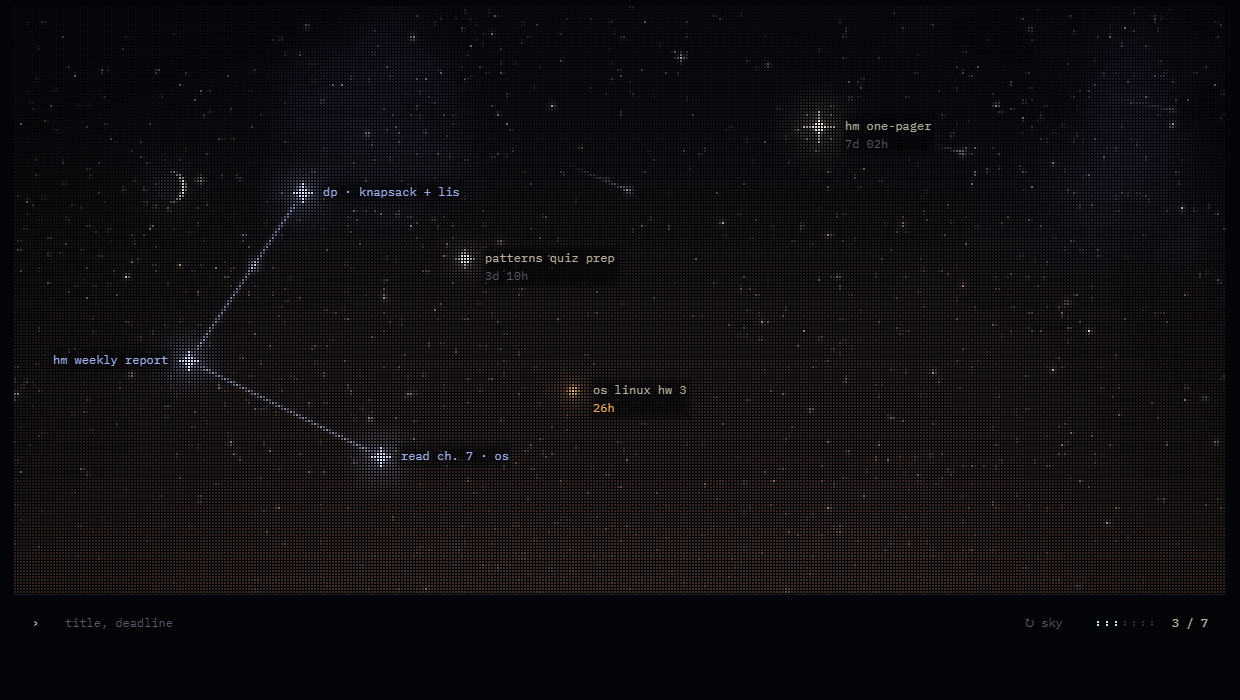 hm one-pager
7d 02h
dp · knapsack + lis
patterns quiz prep
3d 10h
hm weekly report
os linux hw 3
26h
read ch. 7 · os
› title, deadline
↻ sky
3 / 7